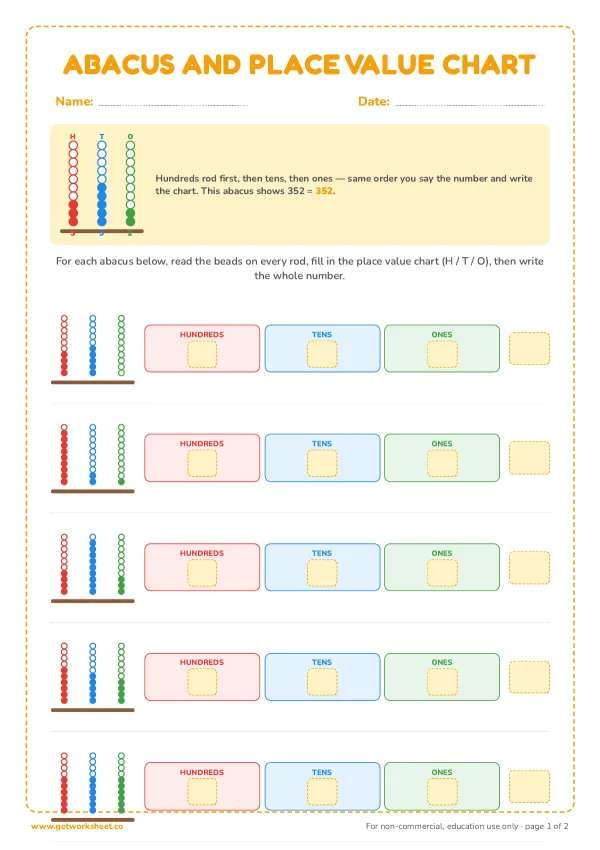 ABACUS AND PLACE VALUE CHART
Name: Date:
H T O
Hundreds rod first, then tens, then ones — same order you say the number and write
the chart. This abacus shows 352 = 352.
For each abacus below, read the beads on every rod, fill in the place value chart (H / T / O), then write
the whole number.
HUNDREDS TENS ONES
HUNDREDS TENS ONES
HUNDREDS TENS ONES
HUNDREDS TENS ONES
HUNDREDS TENS ONES
www.getworksheet.co For non-commercial, education use only · page 1 of 2